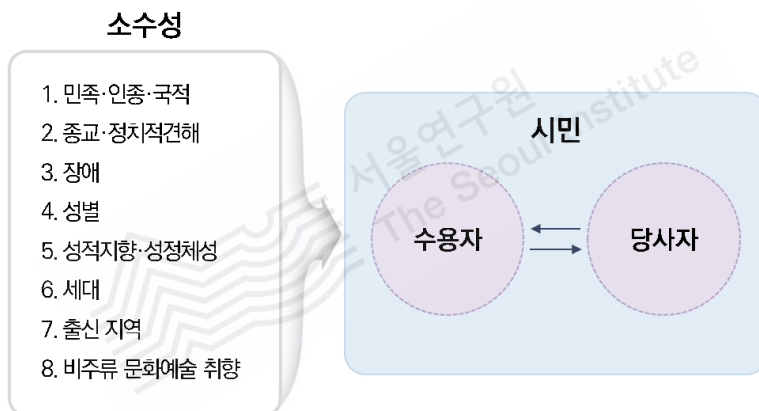 소수성
1. 민족·인종·국적
2. 종교·정치적견해
3. 장애
4. 성별
5. 성적지향·성정체성
6. 세대
7. 출신 지역
8. 비주류 문화예술 취향
시민
수용자
당사자
서울연구원
The Seoul Institute